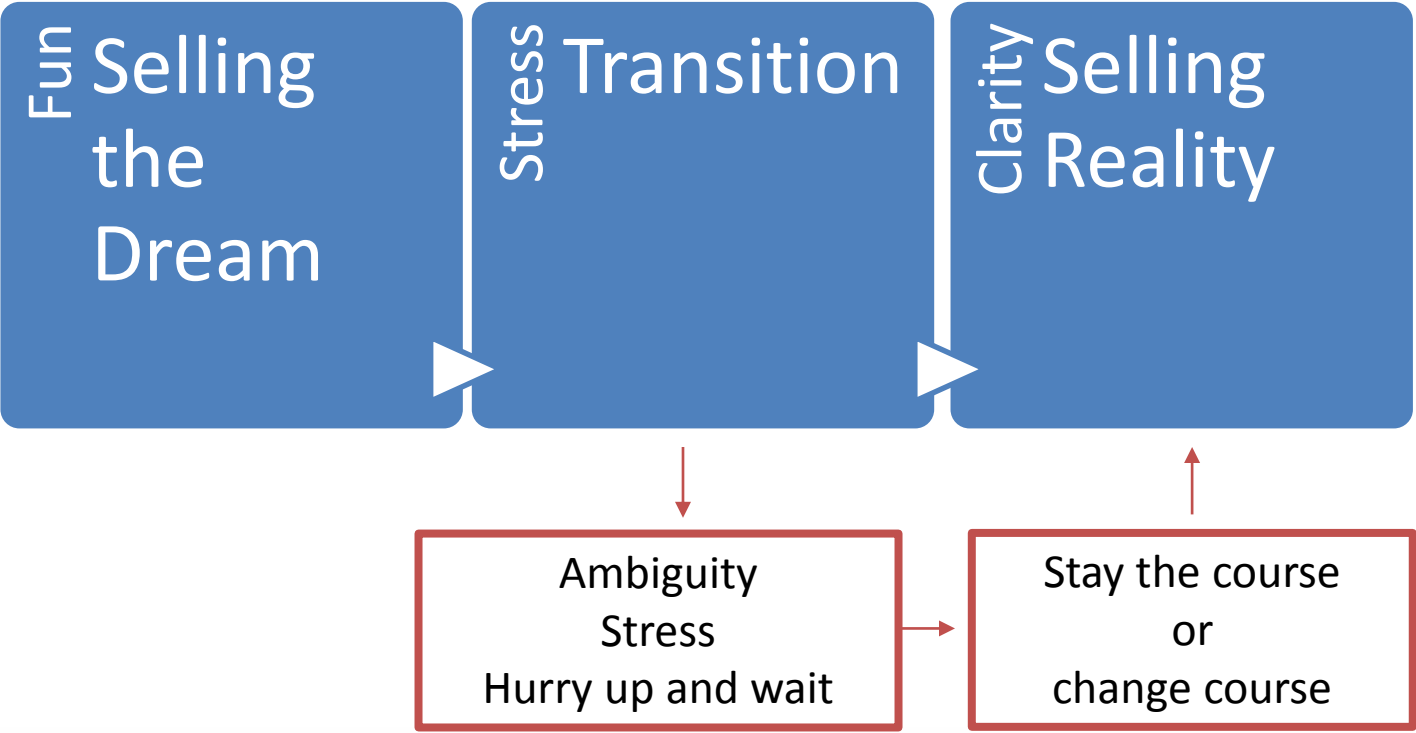 Fun
Selling
the
Dream
Stress
Transition
Clarity
Selling
Reality
Ambiguity
Stress
Hurry up and wait
Stay the course
or
change course